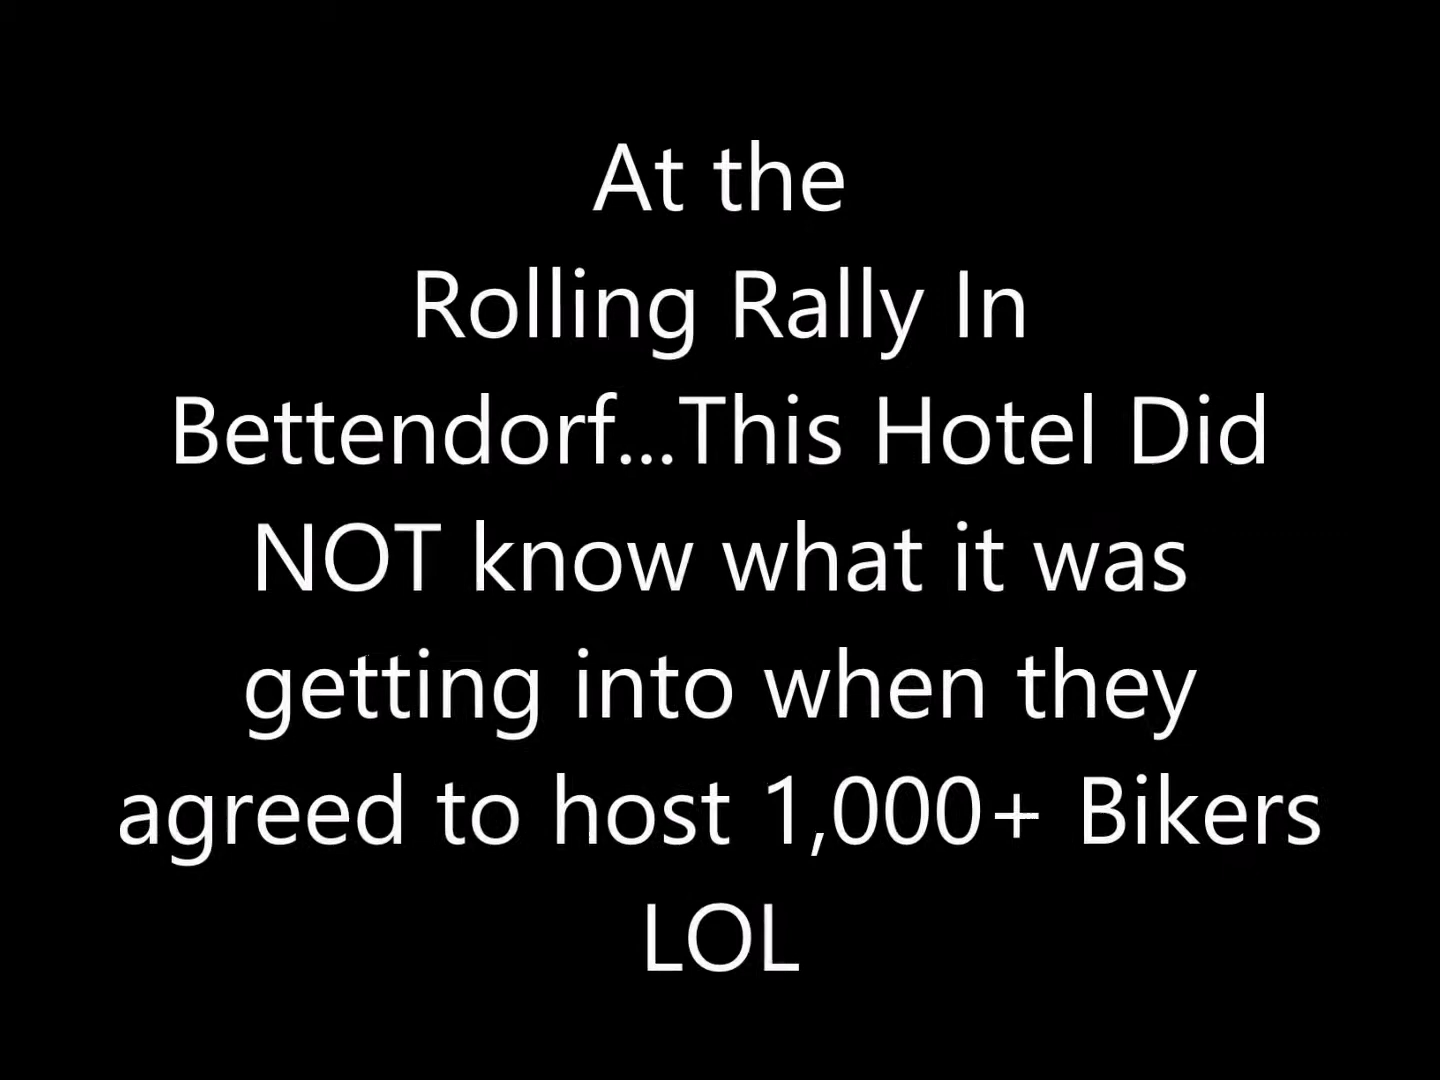 At the
Rolling Rally In
Bettendorf...This Hotel Did
NOT know what it was
getting into when they
agreed to host 1,000+ Bikers
LOL